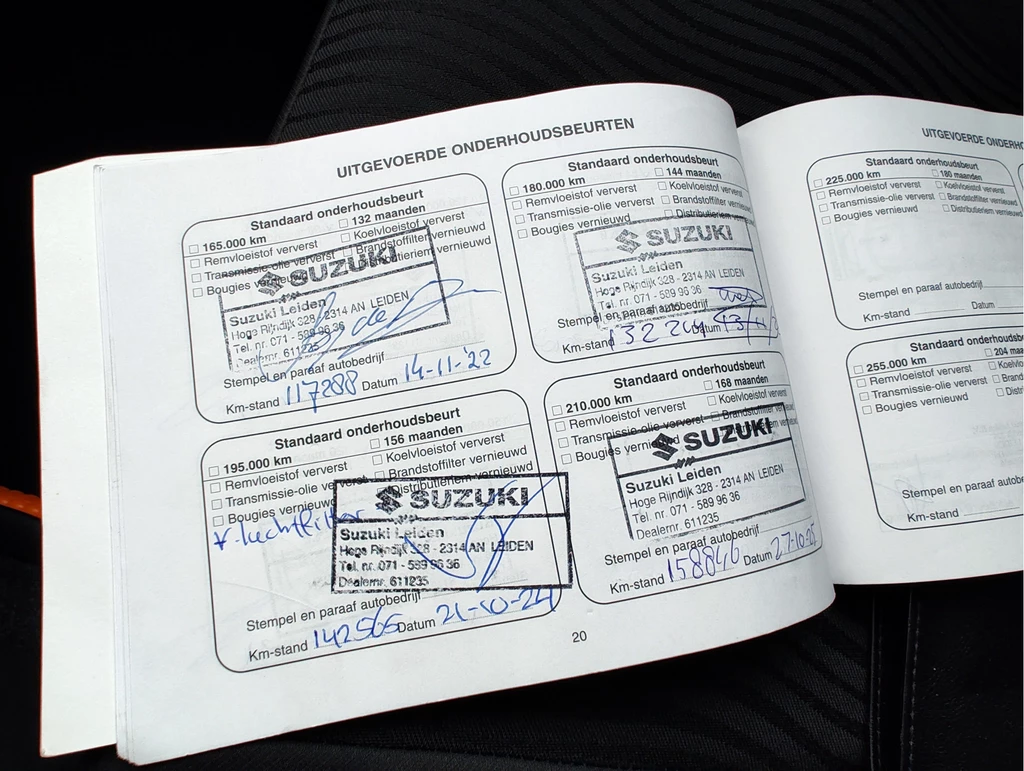 UITGEVOERDE ONDERHOUDSBEURTEN
Standaard onderhoudsbeurt
165.000 km 132 maanden
Remvloeistof ververst Koelvloeistof ververst
Transmissie-olie ververst Brandstoffilter vernieuwd
Bougies vernieuwd Distributieriem vernieuwd
SUZUKI
Suzuki Leiden
Hoge Rijndijk 328 - 2314 AN LEIDEN
Tel. nr. 071 - 589 96 36
Dealernr. 611235
Stempel en paraaf autobedrijf
Km-stand 117288 Datum 14-11-'22
Standaard onderhoudsbeurt
180.000 km 144 maanden
Remvloeistof ververst Koelvloeistof ververst
Transmissie-olie ververst Brandstoffilter vernieuwd
Bougies vernieuwd Distributieriem
SUZUKI
Suzuki Leiden
Hoge Rijndijk 328 - 2314 AN LEIDEN
Tel. nr. 071 - 589 96 36
Stempel en paraaf autobedrijf
Km-stand Datum
Standaard onderhoudsbeurt
195.000 km 156 maanden
Remvloeistof ververst Koelvloeistof ververst
Transmissie-olie ververst Brandstoffilter vernieuwd
Bougies vernieuwd Distributieriem vernieuwd
* luchtfilter
SUZUKI
Suzuki Leiden
Hoge Rijndijk 328 - 2314 AN LEIDEN
Tel. nr. 071 - 589 96 36
Dealernr. 611235
Stempel en paraaf autobedrijf
Km-stand 142566 Datum 21-10-24
Standaard onderhoudsbeurt
210.000 km 168 maanden
Remvloeistof ververst Koelvloeistof ververst
Transmissie-olie ververst Brandstoffilter vernieuwd
Bougies vernieuwd Distributieriem vernieuwd
SUZUKI
Suzuki Leiden
Hoge Rijndijk 328 - 2314 AN LEIDEN
Tel. nr. 071 - 589 96 36
Dealernr. 611235
Stempel en paraaf autobedrijf
Km-stand 158846 Datum 27-10-25
20
UITGEVOERDE ONDERH
Standaard onderhoudsbeurt
225.000 km 180 maanden
Remvloeistof ververst Koelvloeistof ververst
Transmissie-olie ververst Brandstoffilter vernieuwd
Bougies vernieuwd Distributieriem vernieuwd
Stempel en paraaf autobedrijf
Km-stand Datum
Standaard onderhoudsb
255.000 km 204 maa
Remvloeistof ververst Koelvl
Transmissie-olie ververst Brands
Bougies vernieuwd Distr
Stempel en paraaf autobedrijf
Km-stand